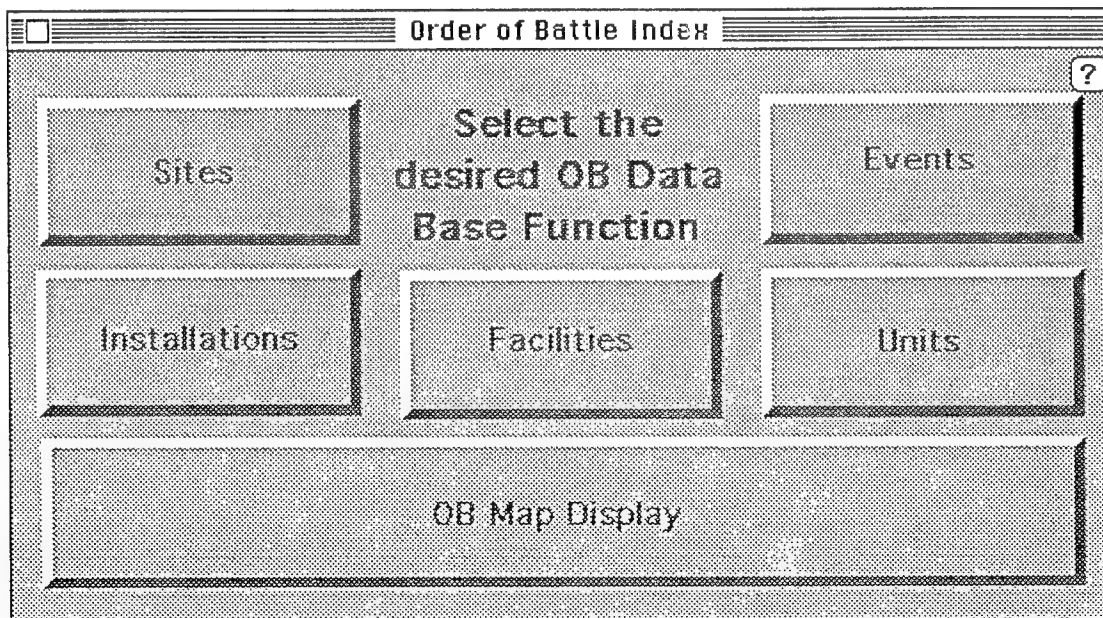 Order of Battle Index
?
Sites
Select the
desired OB Data
Base Function
Events
Installations
Facilities
Units
OB Map Display